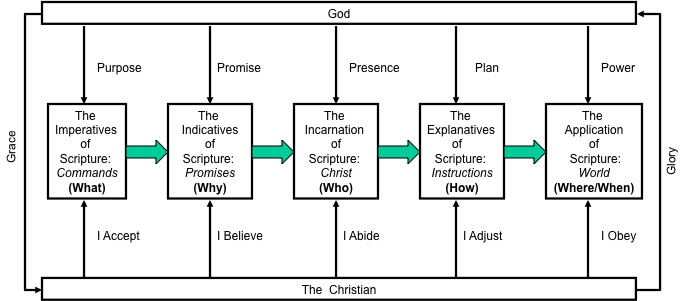 God
Purpose
Promise
Presence
Plan
Power
Grace
The
Imperatives
of
Scripture:
Commands
(What)
The
Indicatives
of
Scripture:
Promises
(Why)
The
Incarnation
of
Scripture:
Christ
(Who)
The
Explanatives
of
Scripture:
Instructions
(How)
The
Application
of
Scripture:
World
(Where/When)
Glory
I Accept
I Believe
I Abide
I Adjust
I Obey
The Christian